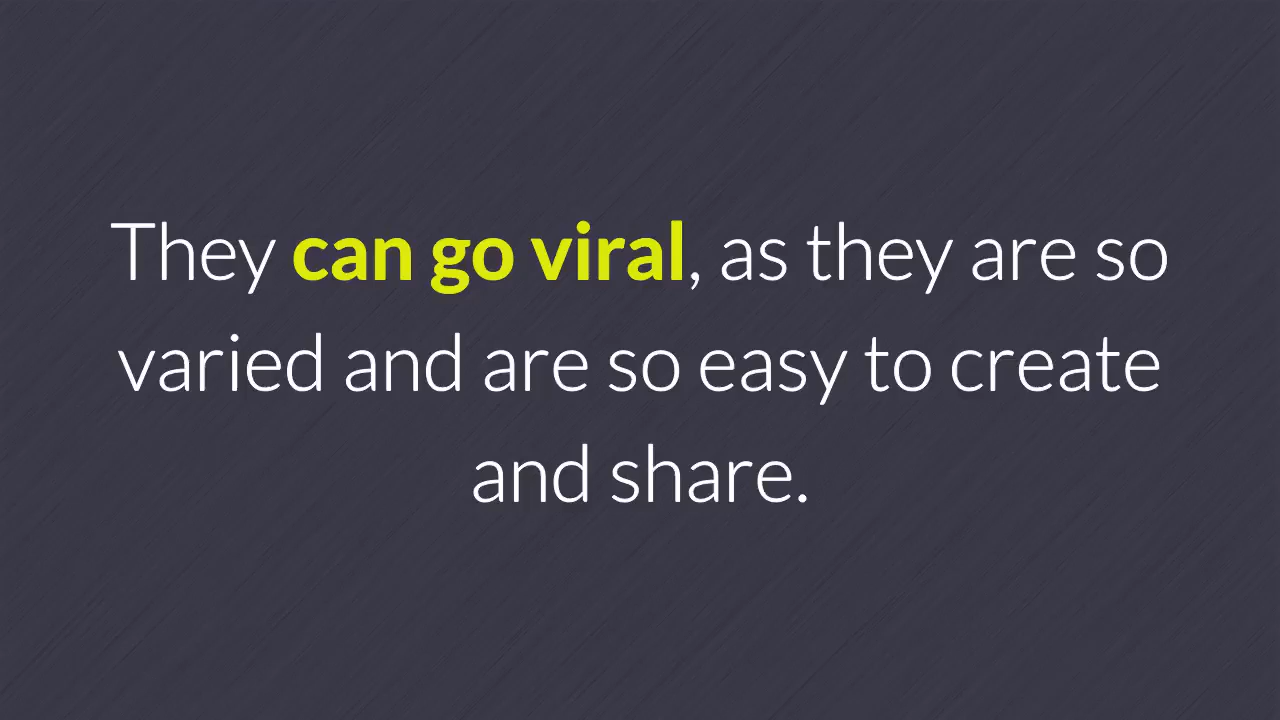 They can go viral, as they are so
varied and are so easy to create
and share.